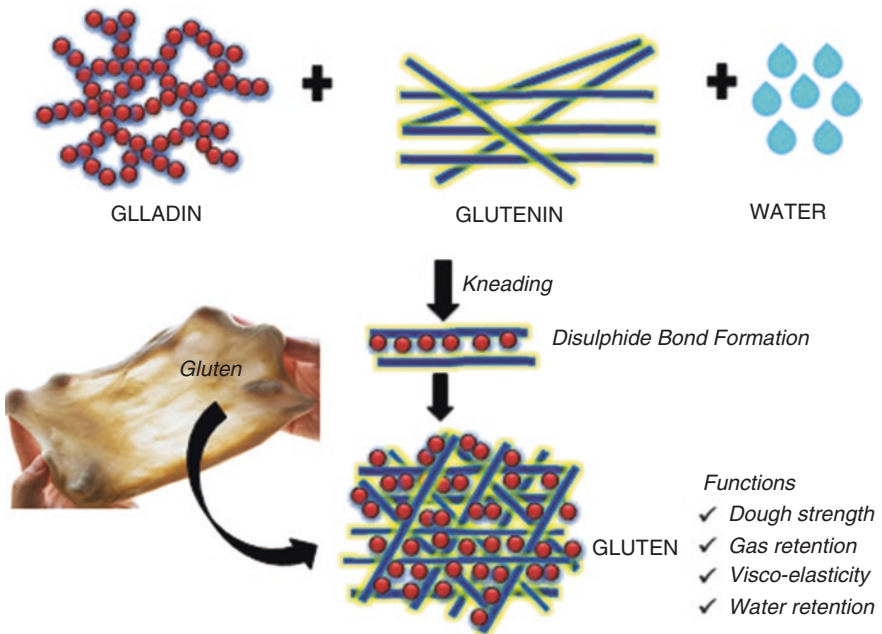 GLLADIN
GLUTENIN
WATER
Kneading
Disulphide Bond Formation
Gluten
GLUTEN
Functions
✓ Dough strength
✓ Gas retention
✓ Visco-elasticity
✓ Water retention